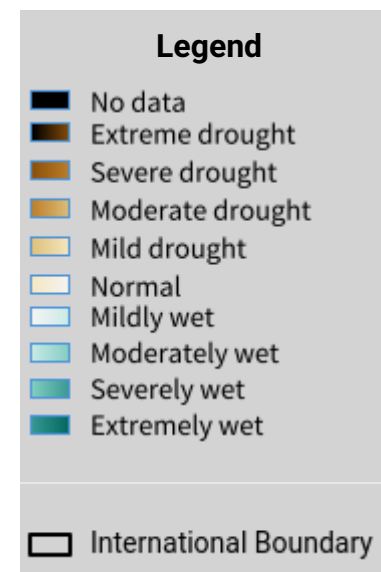 Legend
No data
Extreme drought
Severe drought
Moderate drought
Mild drought
Normal
Mildly wet
Moderately wet
Severely wet
Extremely wet
International Boundary